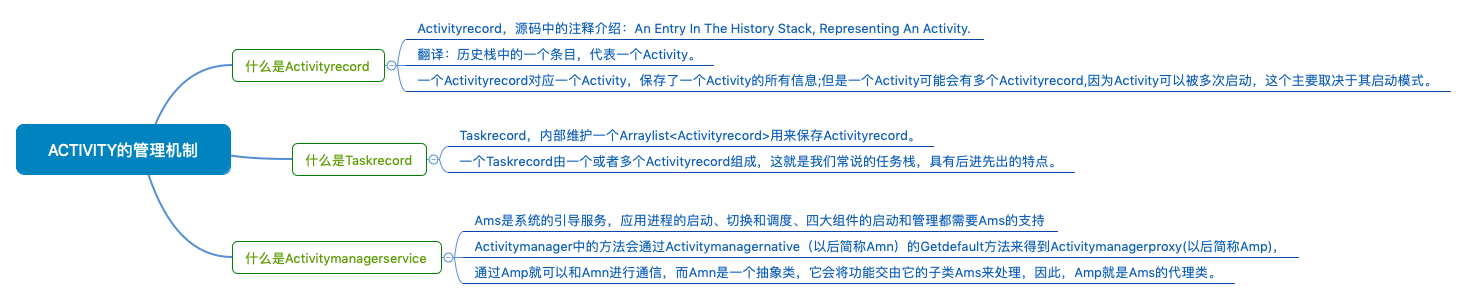 ACTIVITY的管理机制
什么是Activityrecord
Activityrecord，源码中的注释介绍：An Entry In The History Stack, Representing An Activity.
翻译：历史栈中的一个条目，代表一个Activity。
一个Activityrecord对应一个Activity，保存了一个Activity的所有信息;但是一个Activity可能会有多个Activityrecord,因为Activity可以被多次启动，这个主要取决于其启动模式。
什么是Taskrecord
Taskrecord，内部维护一个Arraylist<Activityrecord>用来保存Activityrecord。
一个Taskrecord由一个或者多个Activityrecord组成，这就是我们常说的任务栈，具有后进先出的特点。
什么是Activitymanagerservice
Ams是系统的引导服务，应用进程的启动、切换和调度、四大组件的启动和管理都需要Ams的支持
Activitymanager中的方法会通过Activitymanagernative（以后简称Amn）的Getdefault方法来得到Activitymanagerproxy(以后简称Amp)，
通过Amp就可以和Amn进行通信，而Amn是一个抽象类，它会将功能交由它的子类Ams来处理，因此，Amp就是Ams的代理类。